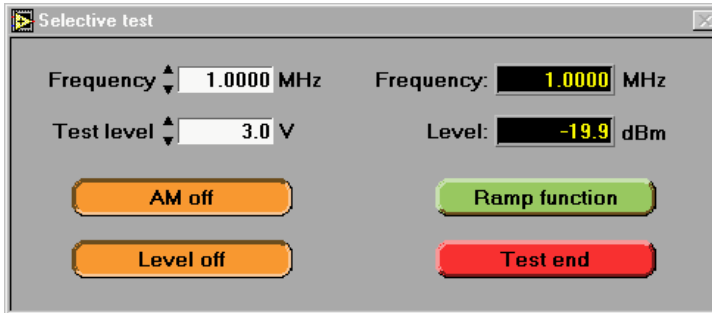 Selective test
Frequency 1.0000 MHz Frequency: 1.0000 MHz
Test level 3.0 V Level: -19.9 dBm
AM off Ramp function
Level off Test end